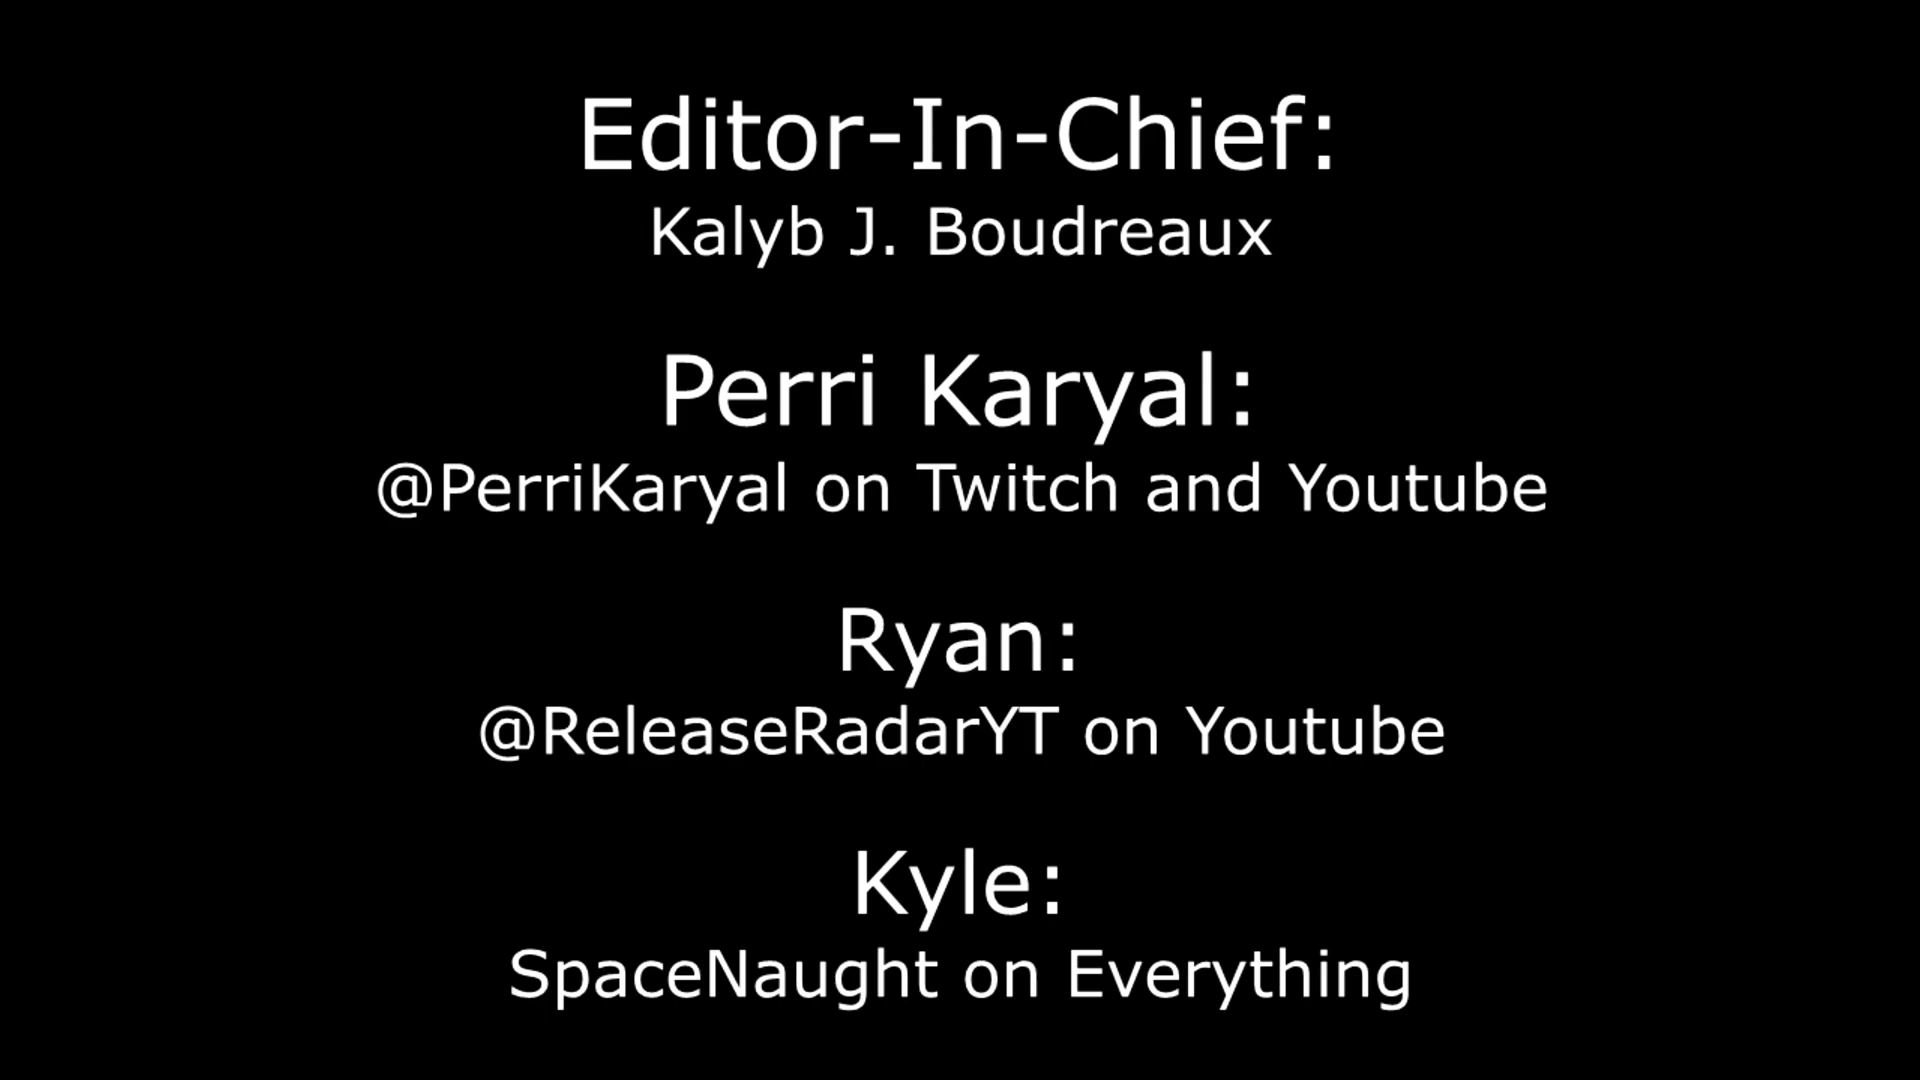 Editor-In-Chief:
Kalyb J. Boudreaux
Perri Karyal:
@PerriKaryal on Twitch and Youtube
Ryan:
@ReleaseRadarYT on Youtube
Kyle:
SpaceNaught on Everything